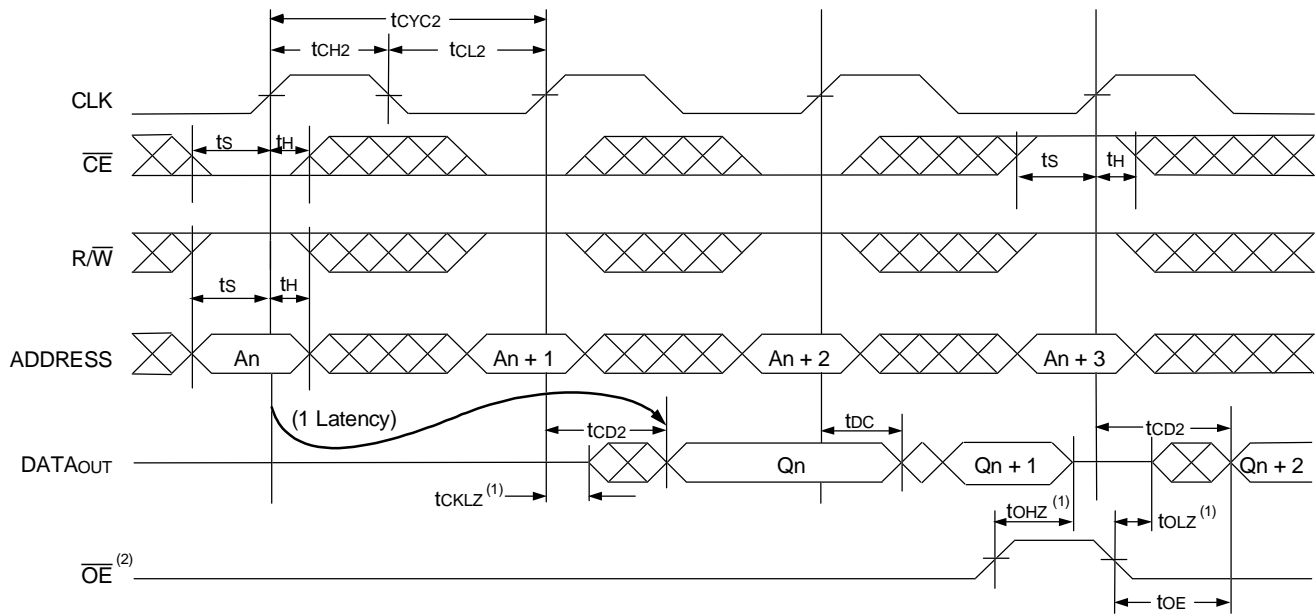 tCYC2
tCH2 tCL2
CLK
tS tH
CE
tS tH
R/W
tS tH
ADDRESS An An + 1 An + 2 An + 3
(1 Latency)
tCD2 tDC tCD2
DATAOUT Qn Qn + 1 Qn + 2
tCKLZ (1) tOHZ (1) tOLZ (1)
OE (2)
tOE